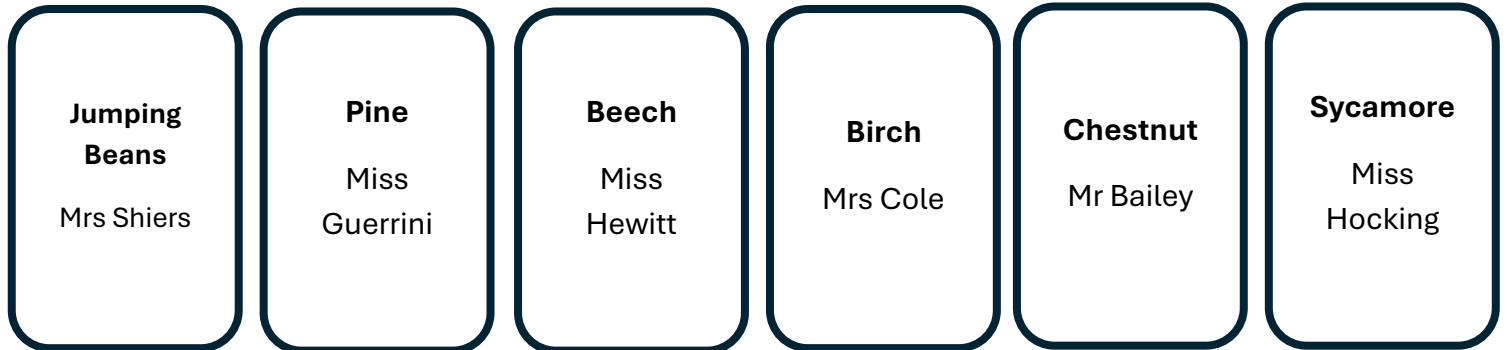 Jumping
Beans
Mrs Shiers
Pine
Miss
Guerrini
Beech
Miss
Hewitt
Birch
Mrs Cole
Chestnut
Mr Bailey
Sycamore
Miss
Hocking